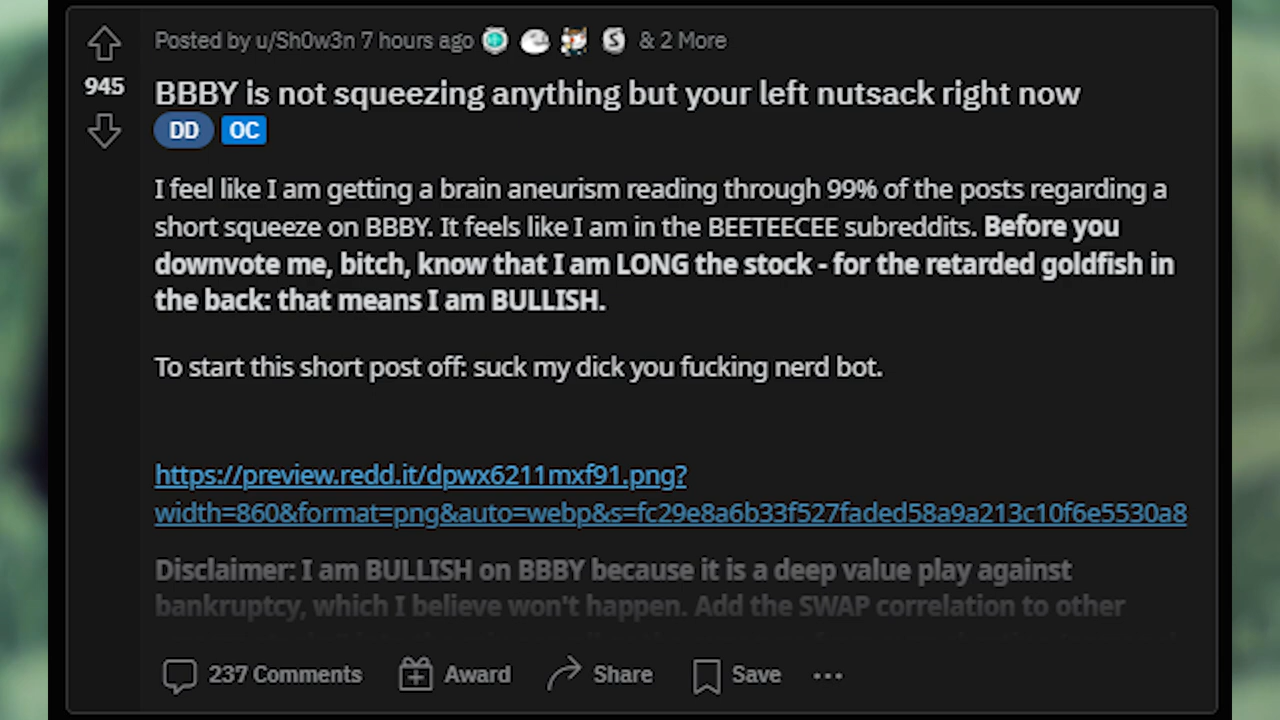 Posted by u/Sh0w3n 7 hours ago & 2 More
945
BBBY is not squeezing anything but your left nutsack right now
DD OC
I feel like I am getting a brain aneurism reading through 99% of the posts regarding a
short squeeze on BBBY. It feels like I am in the BEETEECEE subreddits. Before you
downvote me, bitch, know that I am LONG the stock - for the retarded goldfish in
the back: that means I am BULLISH.
To start this short post off: suck my dick you fucking nerd bot.
https://preview.redd.it/dpwx6211mxf91.png?
width=860&format=png&auto=webp&s=fc29e8a6b33f527faded58a9a213c10f6e5530a8
Disclaimer: I am BULLISH on BBBY because it is a deep value play against
bankruptcy, which I believe won't happen. Add the SWAP correlation to other
237 Comments Award Share Save